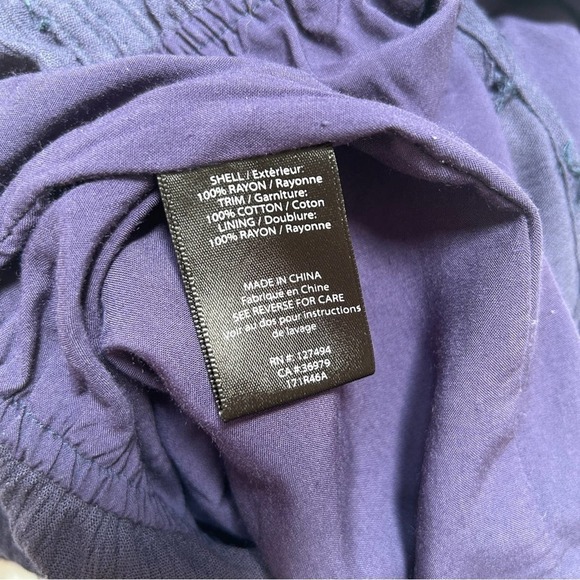 SHELL / Extérieur:
100% RAYON / Rayonne
TRIM / Garniture:
100% COTTON / Coton
LINING / Doublure:
100% RAYON / Rayonne
MADE IN CHINA
Fabriqué en Chine
SEE REVERSE FOR CARE
voir au dos pour instructions
de lavage
RN #: 127494
CA #:36979
171R46A